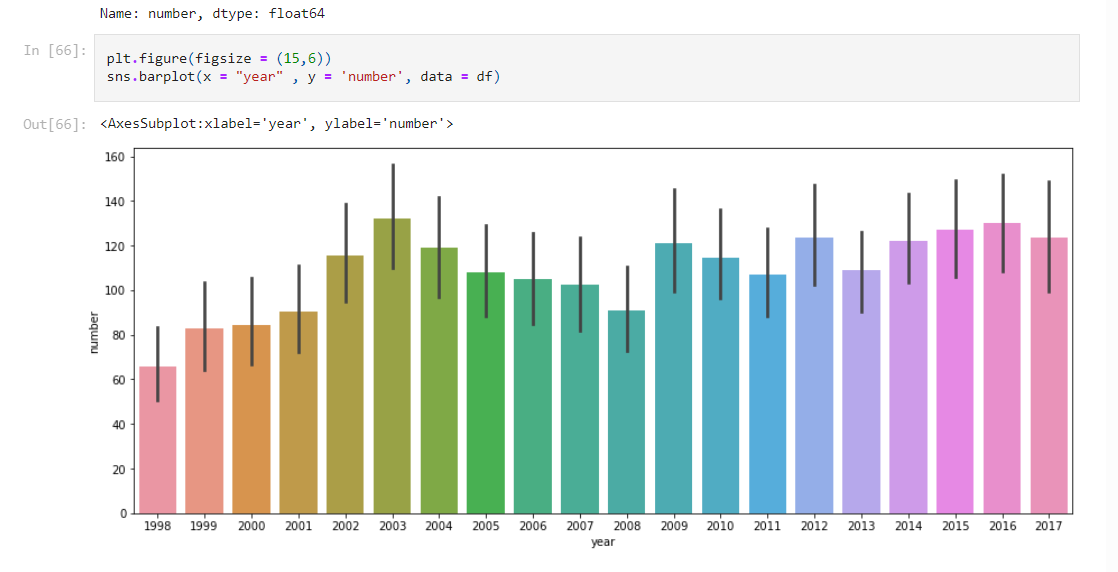 Name: number, dtype: float64
In [66]:
plt.figure(figsize = (15,6))
sns.barplot(x = "year" , y = 'number', data = df)
Out[66]: <AxesSubplot:xlabel='year', ylabel='number'>
160
140
120
100
80
60
40
20
0
number
1998 1999 2000 2001 2002 2003 2004 2005 2006 2007 2008 2009 2010 2011 2012 2013 2014 2015 2016 2017
year